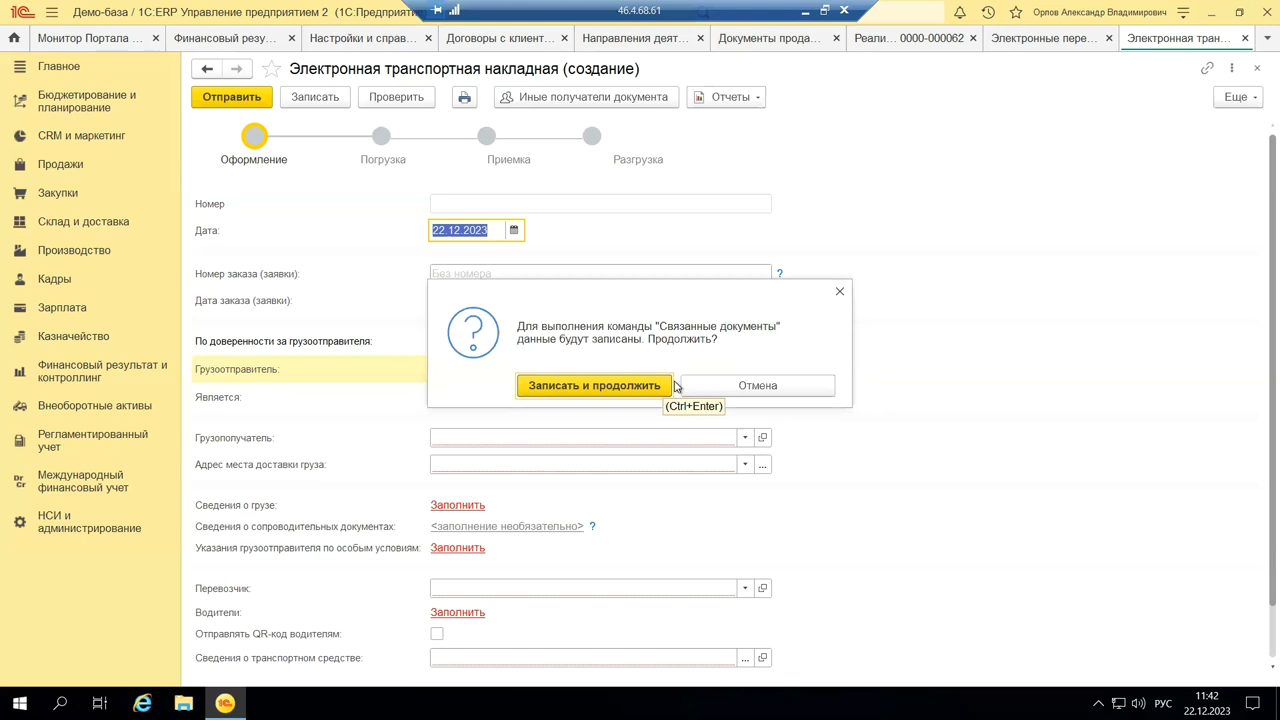 Демо-база / 1С:ERP Управление предприятием 2 (1С:Предприяти
46.4.68.61
Орлов Александр Владимирович
Монитор Портала ...
Финансовый резу...
Настройки и справ...
Договоры с клиент...
Направления деят...
Документы прода...
Реали... 0000-000062
Электронные пере...
Электронная тран...
Главное
Бюджетирование и
планирование
CRM и маркетинг
Продажи
Закупки
Склад и доставка
Производство
Кадры
Зарплата
Казначейство
Финансовый результат и
контроллинг
Внеоборотные активы
Регламентированный
учет
Международный
финансовый учет
НСИ и
администрирование
Электронная транспортная накладная (создание)
Отправить
Записать
Проверить
Иные получатели документа
Отчеты
Еще
Оформление
Погрузка
Приемка
Разгрузка
Номер
Дата:
22.12.2023
Номер заказа (заявки):
Без номера
?
Дата заказа (заявки):
По доверенности за грузоотправителя:
Грузоотправитель:
Является:
Для выполнения команды "Связанные документы"
данные будут записаны. Продолжить?
Записать и продолжить
Отмена
(Ctrl+Enter)
Грузополучатель:
Адрес места доставки груза:
Сведения о грузе:
Заполнить
Сведения о сопроводительных документах:
<заполнение необязательно>
?
Указания грузоотправителя по особым условиям:
Заполнить
Перевозчик:
Водители:
Заполнить
Отправлять QR-код водителям:
Сведения о транспортном средстве:
РУС
11:42
22.12.2023